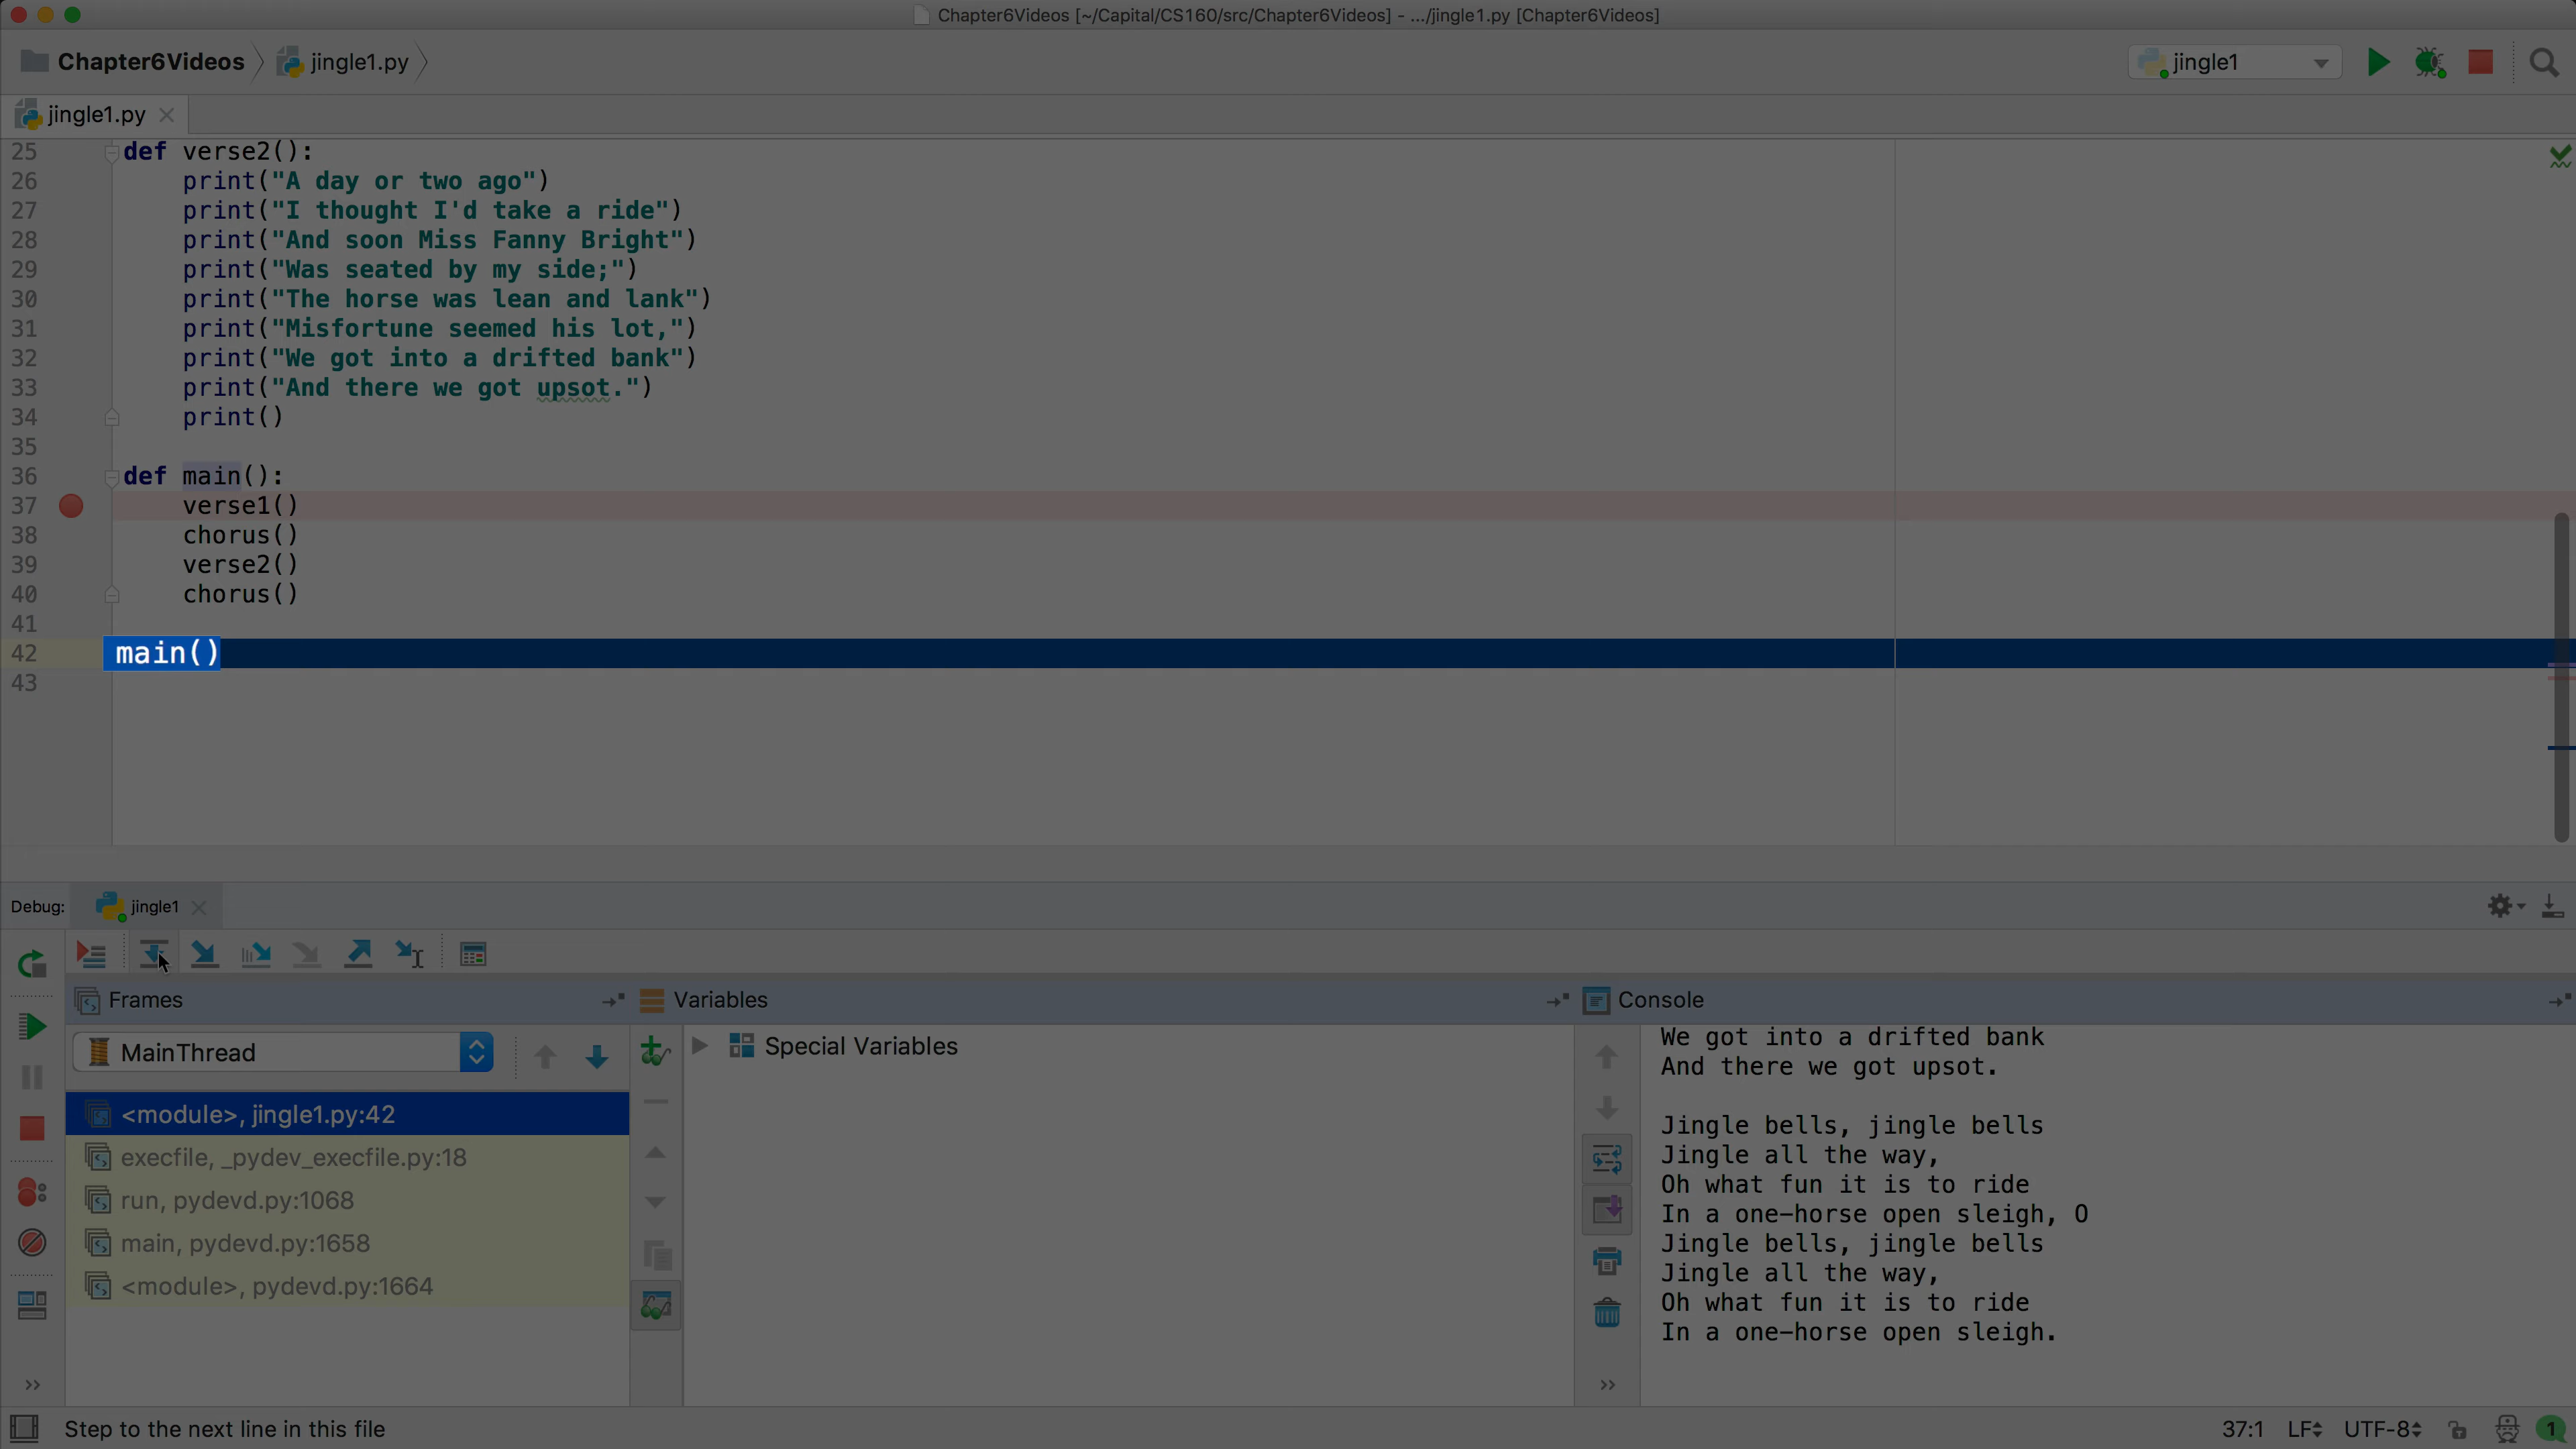 Chapter6Videos [~/Capital/CS160/src/Chapter6Videos] - .../jingle1.py [Chapter6Videos]
Chapter6Videos jingle1.py jingle1
jingle1.py
25 def verse2():
26 print("A day or two ago")
27 print("I thought I'd take a ride")
28 print("And soon Miss Fanny Bright")
29 print("Was seated by my side;")
30 print("The horse was lean and lank")
31 print("Misfortune seemed his lot,")
32 print("We got into a drifted bank")
33 print("And there we got upsot.")
34 print()
35
36 def main():
37 verse1()
38 chorus()
39 verse2()
40 chorus()
41
42 main()
43
Debug: jingle1
Frames
MainThread
<module>, jingle1.py:42
execfile, _pydev_execfile.py:18
run, pydevd.py:1068
main, pydevd.py:1658
<module>, pydevd.py:1664
Variables
Special Variables
Console
We got into a drifted bank
And there we got upsot.
Jingle bells, jingle bells
Jingle all the way,
Oh what fun it is to ride
In a one-horse open sleigh, O
Jingle bells, jingle bells
Jingle all the way,
Oh what fun it is to ride
In a one-horse open sleigh.
Step to the next line in this file
37:1 LF UTF-8 1